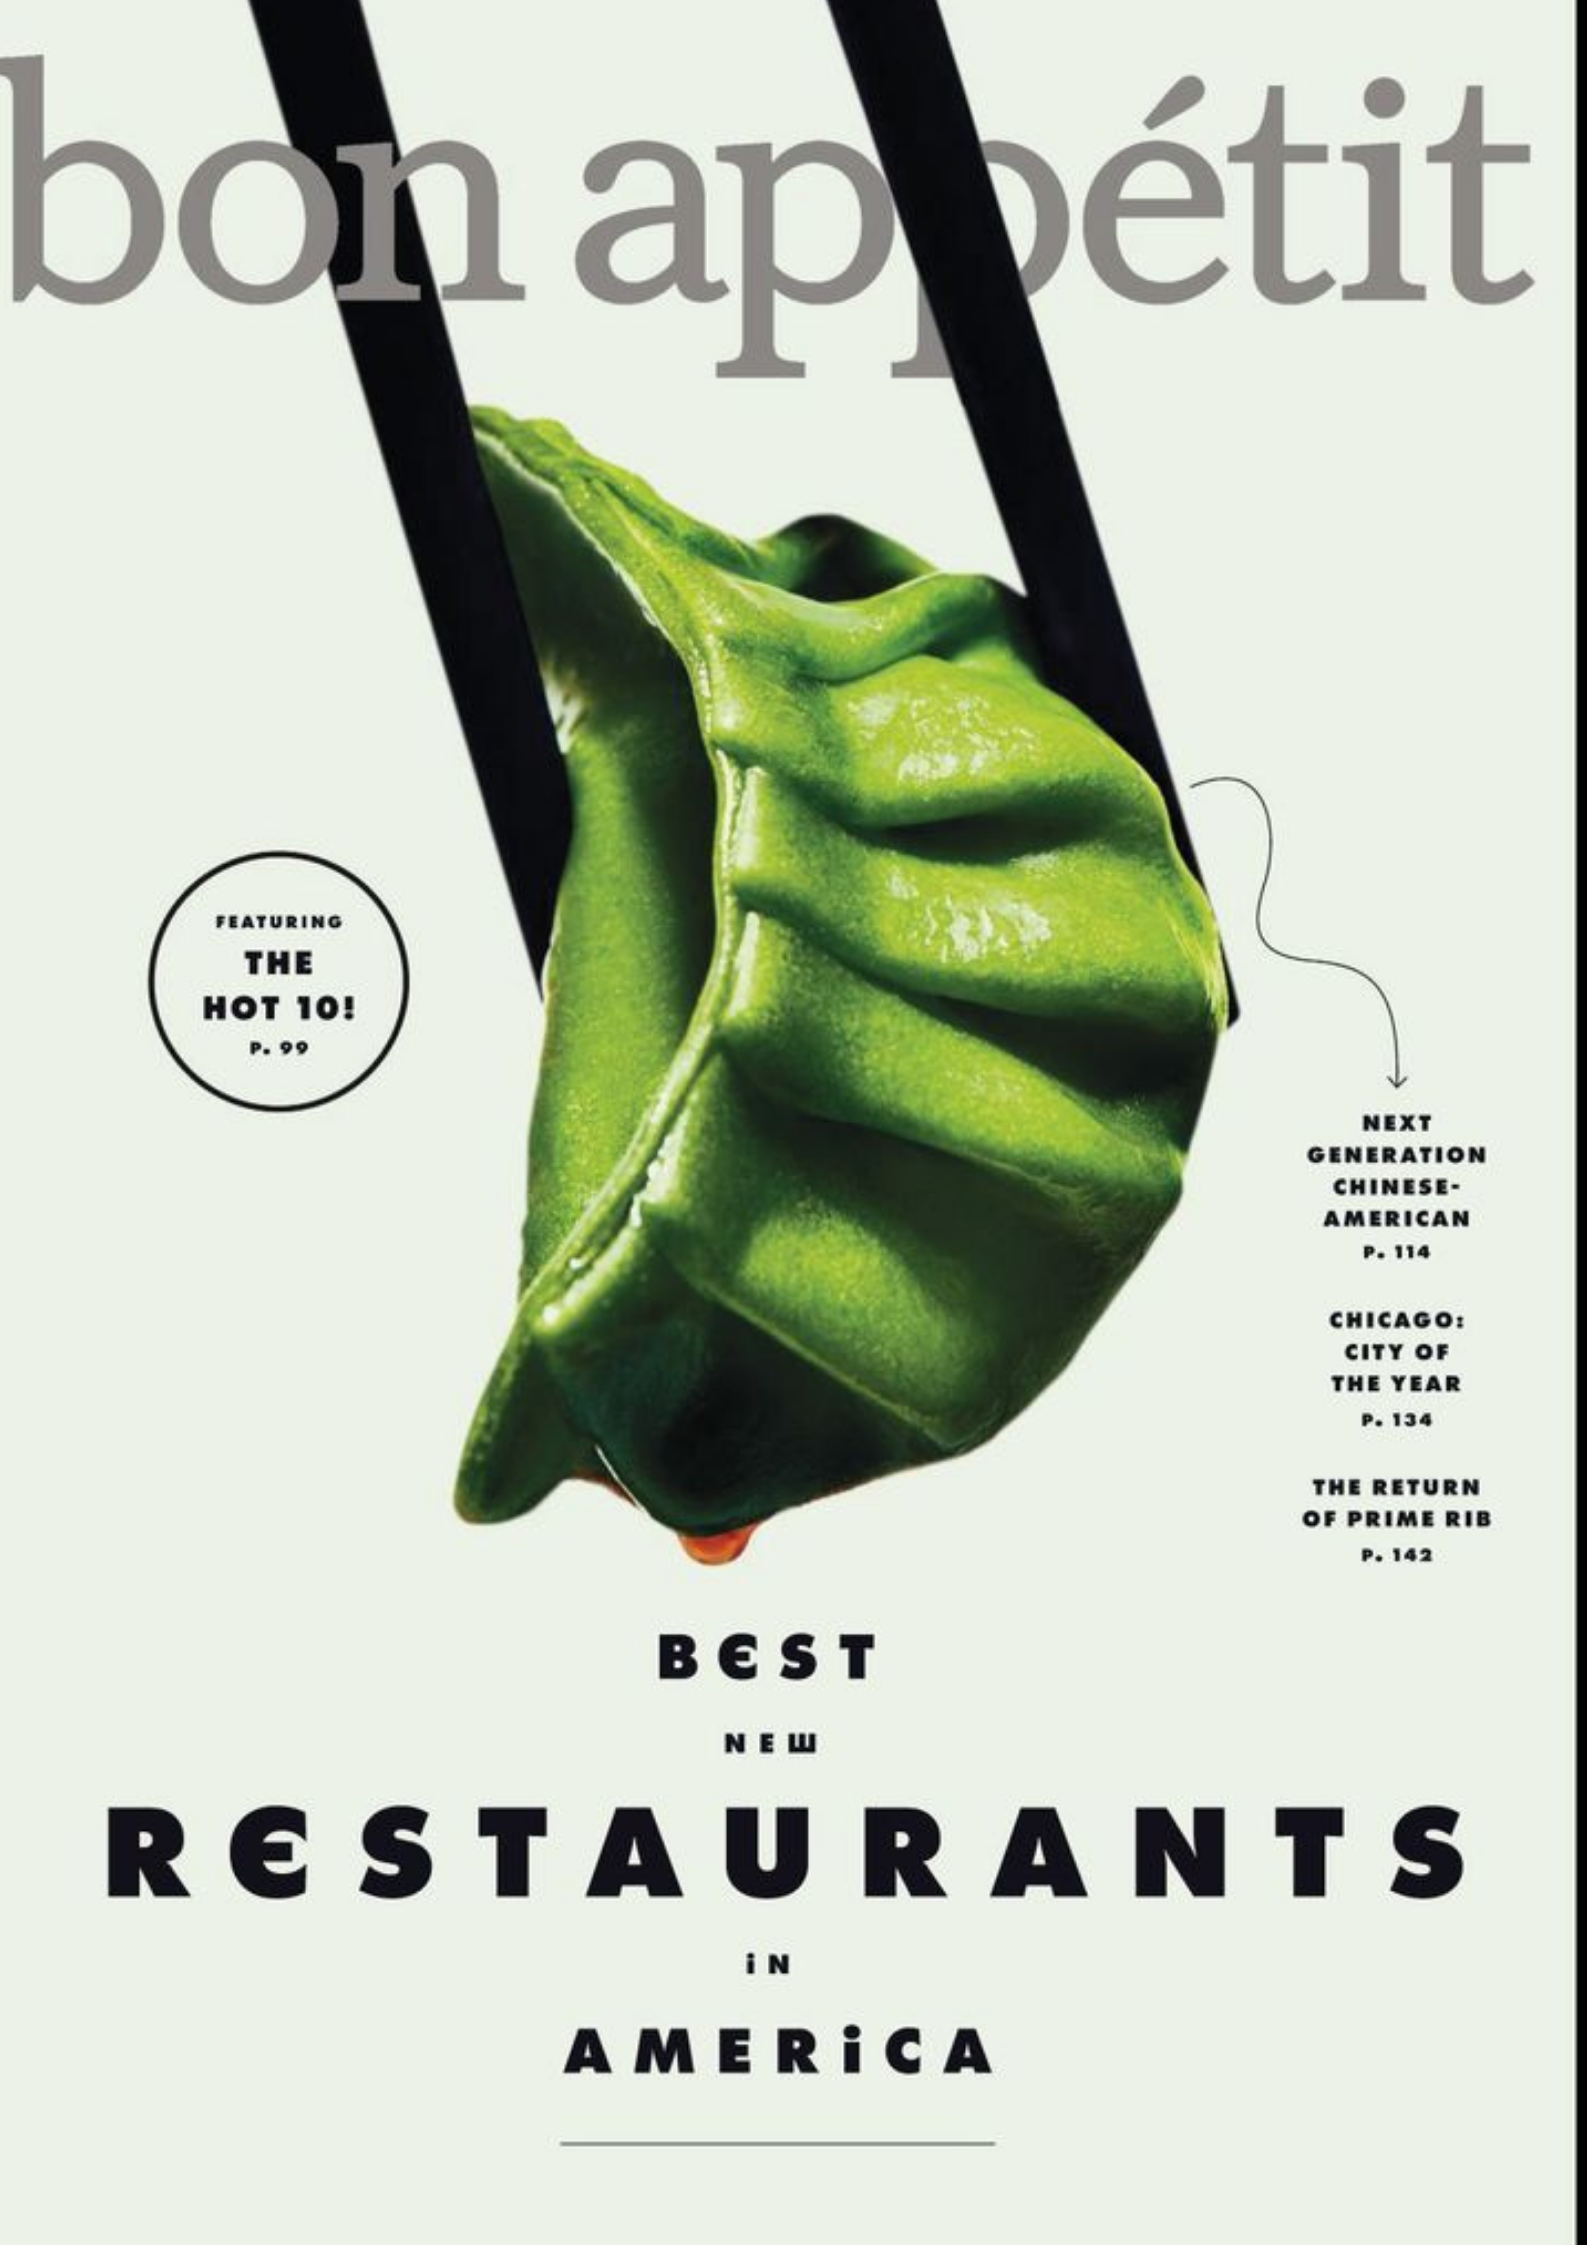 bon appétit
FEATURING
THE
HOT 10!
P. 99
NEXT
GENERATION
CHINESE-
AMERICAN
P. 114
CHICAGO:
CITY OF
THE YEAR
P. 134
THE RETURN
OF PRIME RIB
P. 142
BEST
NEW
RESTAURANTS
iN
AMERiCA